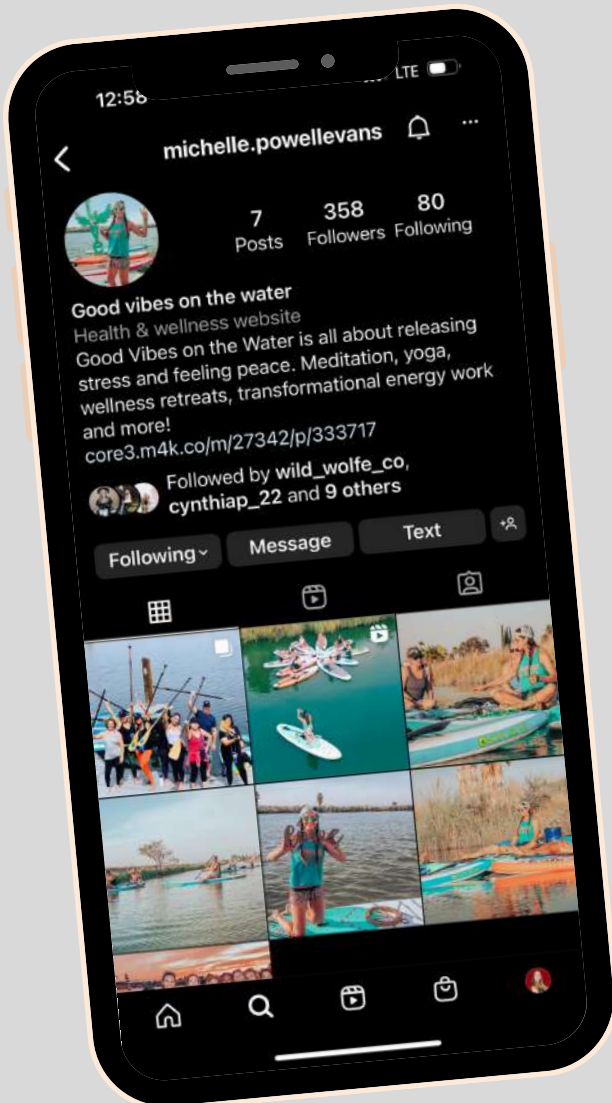 12:58
LTE
michelle.powellevans
7
Posts
358
Followers
80
Following
Good vibes on the water
Health & wellness website
Good Vibes on the Water is all about releasing
stress and feeling peace. Meditation, yoga,
wellness retreats, transformational energy work
and more!
core3.m4k.co/m/27342/p/333717
Followed by wild_wolfe_co,
cynthiap_22 and 9 others
Following
Message
Text